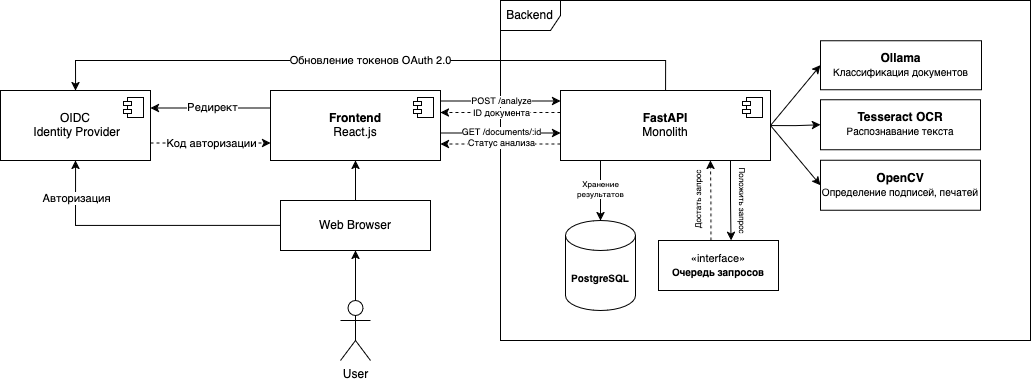 Backend
Обновление токенов OAuth 2.0
Ollama
Классификация документов
OIDC
Identity Provider
Редирект
Код авторизации
Frontend
React.js
POST /analyze
ID документа
GET /documents/:id
Статус анализа
FastAPI
Monolith
Tesseract OCR
Распознавание текста
OpenCV
Определение подписей, печатей
Авторизация
Web Browser
Хранение
результатов
Достать запрос
Положить запрос
PostgreSQL
«interface»
Очередь запросов
User